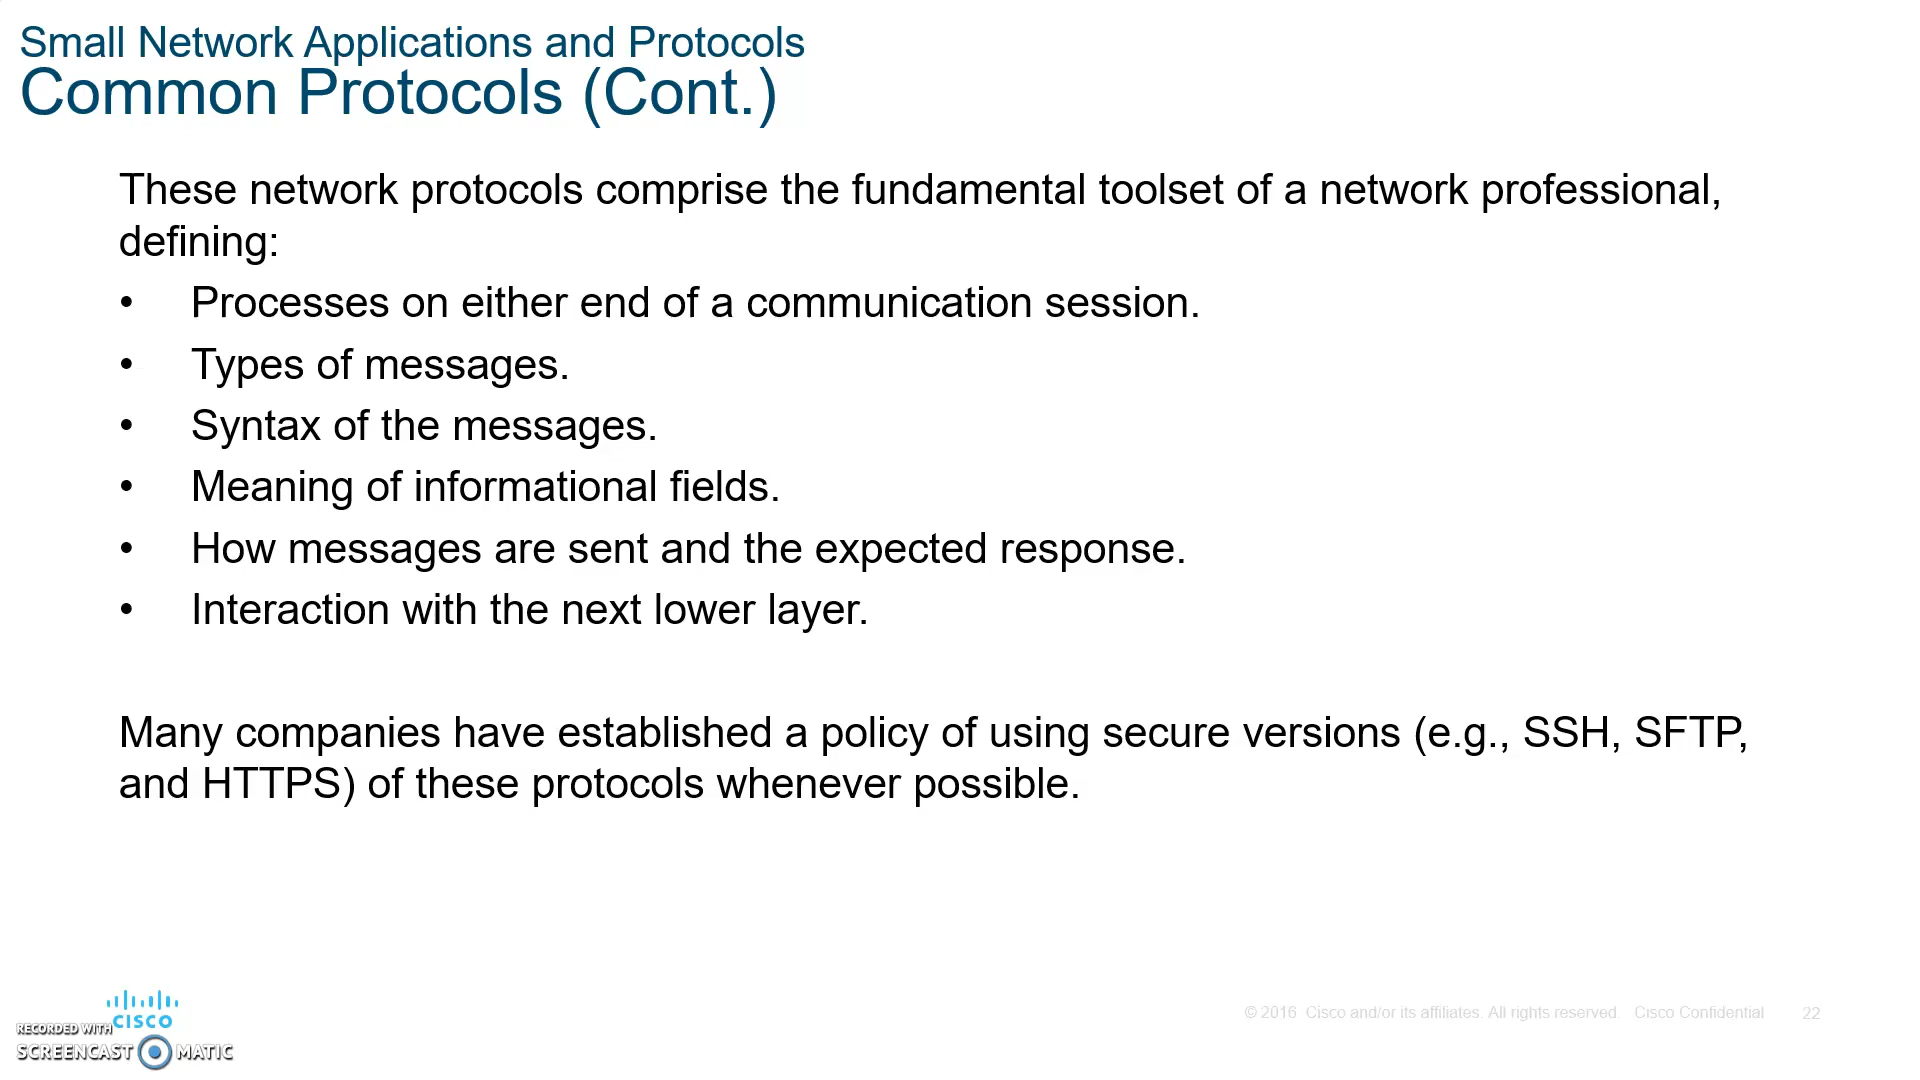 Small Network Applications and Protocols
Common Protocols (Cont.)
These network protocols comprise the fundamental toolset of a network professional,
defining:
• Processes on either end of a communication session.
• Types of messages.
• Syntax of the messages.
• Meaning of informational fields.
• How messages are sent and the expected response.
• Interaction with the next lower layer.
Many companies have established a policy of using secure versions (e.g., SSH, SFTP,
and HTTPS) of these protocols whenever possible.
CISCO
RECORDED WITH
SCREENCAST MATIC
© 2016 Cisco and/or its affiliates. All rights reserved. Cisco Confidential 22